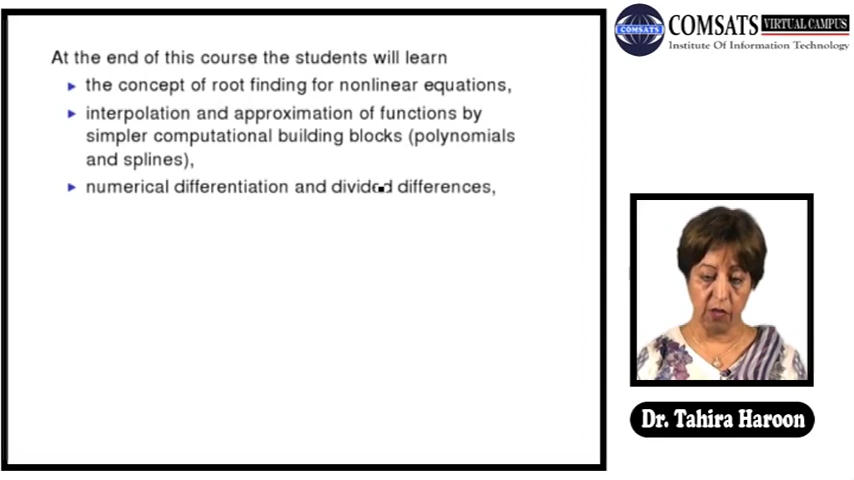 At the end of this course the students will learn
the concept of root finding for nonlinear equations,
interpolation and approximation of functions by
simpler computational building blocks (polynomials
and splines),
numerical differentiation and divided differences,
COMSATS
COMSATS VIRTUAL CAMPUS
Institute Of Information Technology
Dr. Tahira Haroon